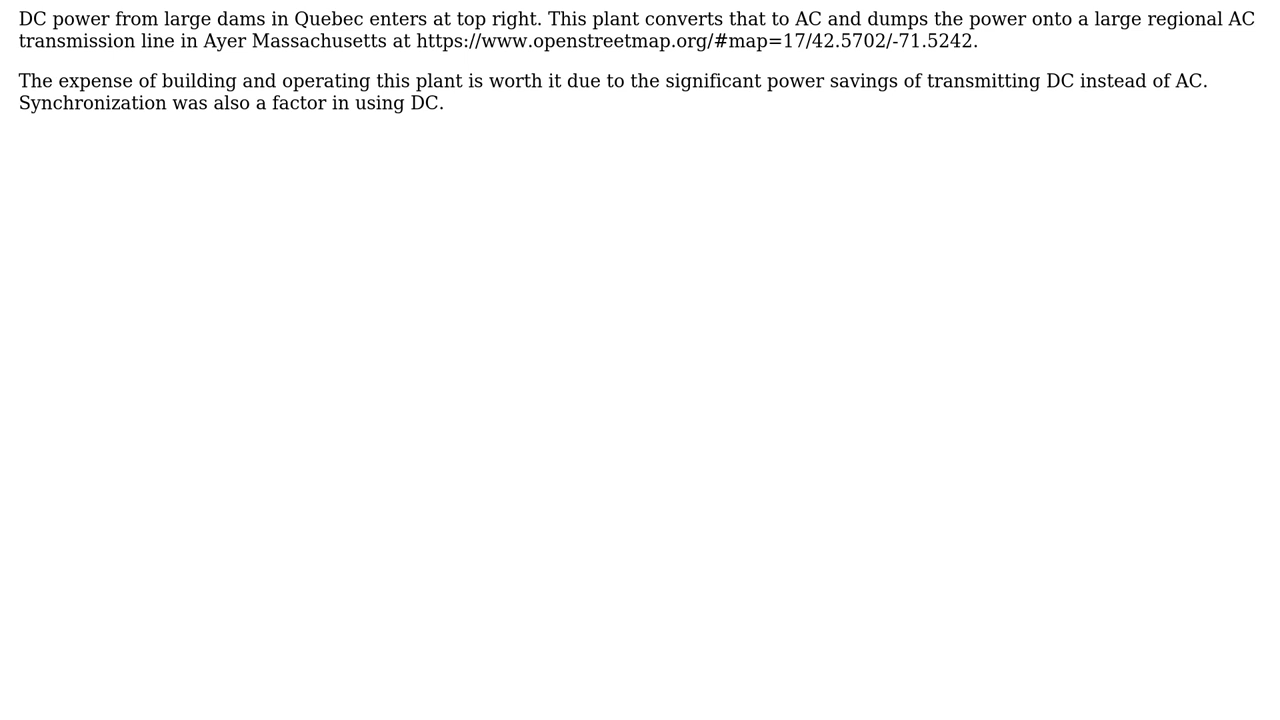 DC power from large dams in Quebec enters at top right. This plant converts that to AC and dumps the power onto a large regional AC
transmission line in Ayer Massachusetts at https://www.openstreetmap.org/#map=17/42.5702/-71.5242.
The expense of building and operating this plant is worth it due to the significant power savings of transmitting DC instead of AC.
Synchronization was also a factor in using DC.